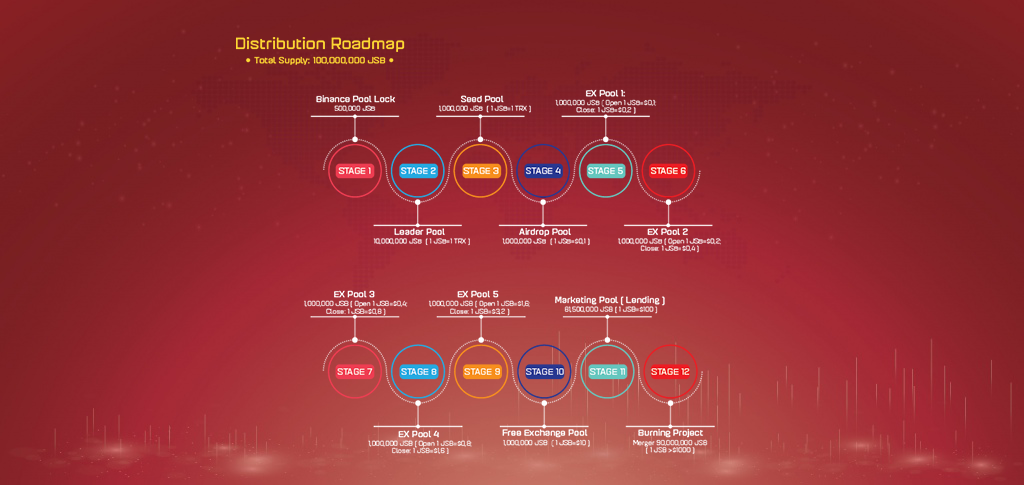 Distribution Roadmap
• Total Supply: 100,000,000 JSB •
Binance Pool Lock
500,000 JSB
Seed Pool
1,000,000 JSB [ 1 JSB=1 TRX ]
EX Pool 1:
1,000,000 JSB [ Open 1 JSB=$0,1;
Close: 1 JSB=$0,2 ]
STAGE 1
STAGE 2
STAGE 3
STAGE 4
STAGE 5
STAGE 6
Leader Pool
10,000,000 JSB [ 1 JSB=1 TRX ]
Airdrop Pool
1,000,000 JSB [ 1 JSB=$0,1 ]
EX Pool 2
1,000,000 JSB [ Open 1 JSB=$0,2;
Close: 1 JSB=$0,4 ]
EX Pool 3
1,000,000 JSB [ Open 1 JSB=$0,4;
Close: 1 JSB=$0,8 ]
EX Pool 5
1,000,000 JSB [ Open 1 JSB=$1,6;
Close: 1 JSB=$3,2 ]
Marketing Pool [ Lending ]
61,500,000 JSB [ 1 JSB=$100 ]
STAGE 7
STAGE 8
STAGE 9
STAGE 10
STAGE 11
STAGE 12
EX Pool 4
1,000,000 JSB [ Open 1 JSB=$0,8;
Close: 1 JSB=$1,6 ]
Free Exchange Pool
1,000,000 JSB [ 1 JSB=$10 ]
Burning Project
Merger 90,000,000 JSB
[ 1 JSB >$1000 ]